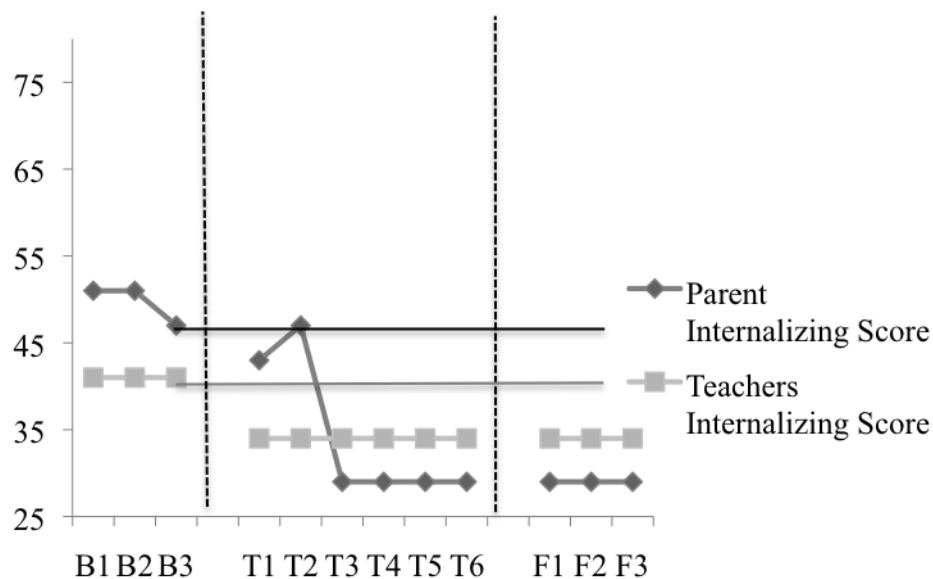 75
65
55
45
35
25
B1 B2 B3 T1 T2 T3 T4 T5 T6 F1 F2 F3
Parent
Internalizing Score
Teachers
Internalizing Score